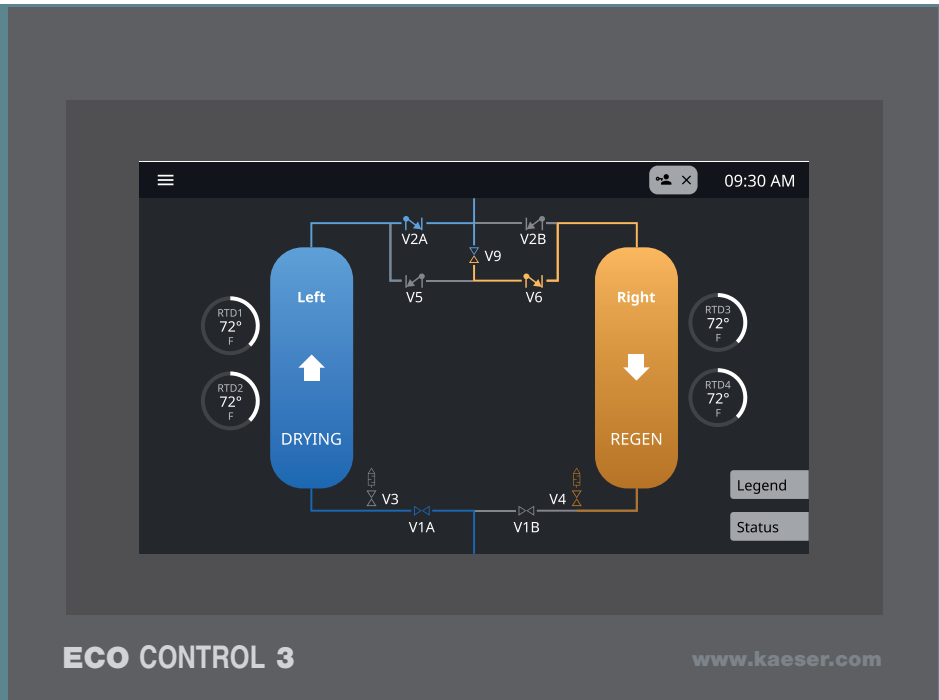 09:30 AM
V2A
V2B
V9
V5
V6
Left
Right
RTD1
72°
F
RTD2
72°
F
RTD3
72°
F
RTD4
72°
F
DRYING
REGEN
V3
V4
V1A
V1B
Legend
Status
ECO CONTROL 3
www.kaeser.com